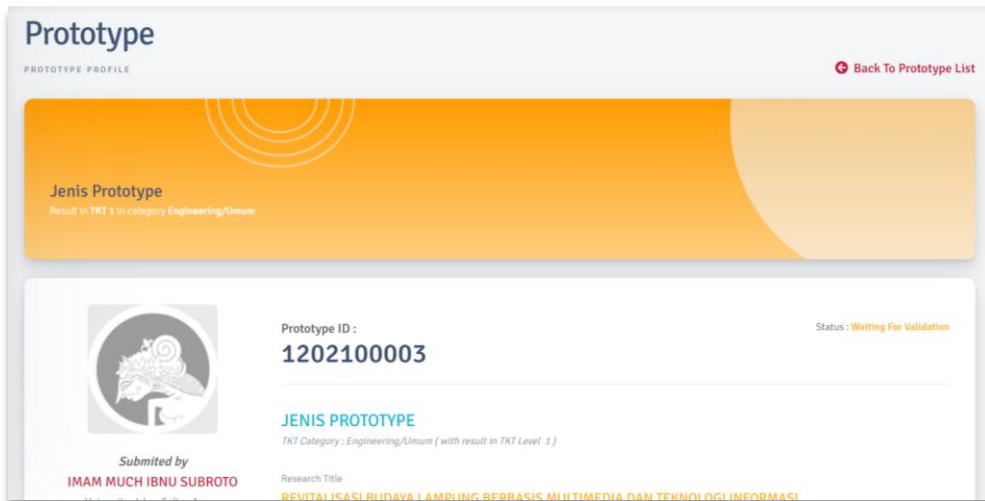 Prototype
PROTOTYPE PROFILE
Back To Prototype List
Jenis Prototype
Result in TKT 1 in category Engineering/Umum
Prototype ID :
Status : Waiting For Validation
1202100003
JENIS PROTOTYPE
TKT Category : Engineering/Umum ( with result in TKT Level 1 )
Submited by
IMAM MUCH IBNU SUBROTO
Research Title
REVITALISASI BUDAYA LAMPUNG BERBASIS MULTIMEDIA DAN TEKNOLOGI INFORMASI